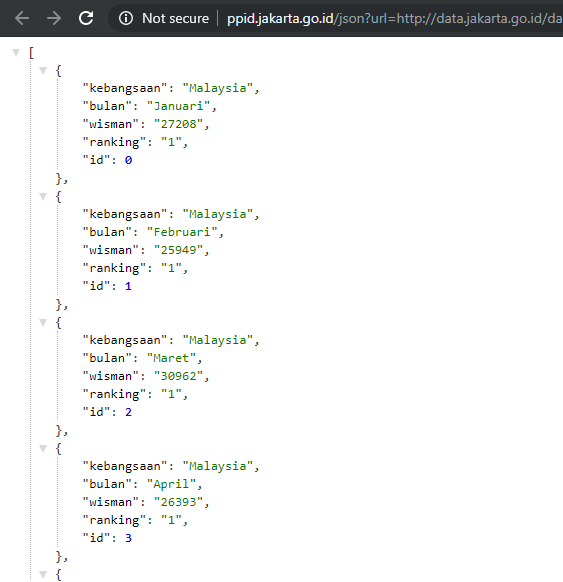 Not secure | ppid.jakarta.go.id/json?url=http://data.jakarta.go.id/da
[
{
"kebangsaan": "Malaysia",
"bulan": "Januari",
"wisman": "27208",
"ranking": "1",
"id": 0
},
{
"kebangsaan": "Malaysia",
"bulan": "Februari",
"wisman": "25949",
"ranking": "1",
"id": 1
},
{
"kebangsaan": "Malaysia",
"bulan": "Maret",
"wisman": "30962",
"ranking": "1",
"id": 2
},
{
"kebangsaan": "Malaysia",
"bulan": "April",
"wisman": "26393",
"ranking": "1",
"id": 3
},
{